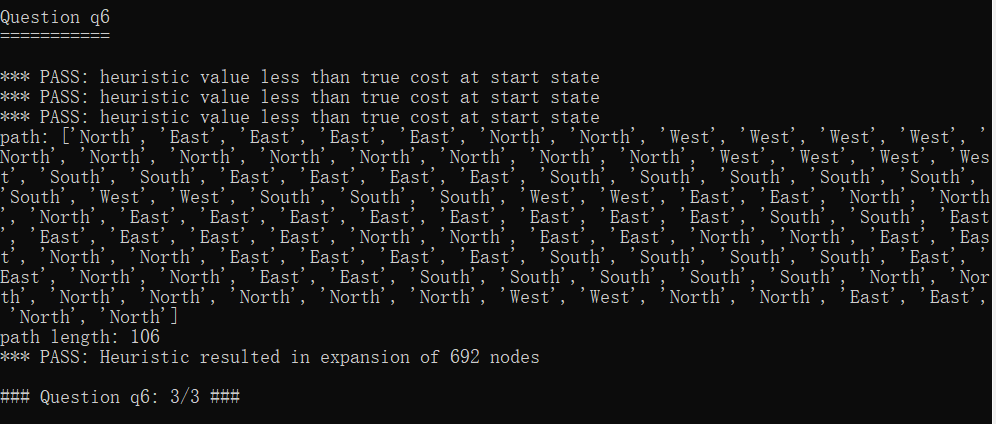 Question q6
===========
*** PASS: heuristic value less than true cost at start state
*** PASS: heuristic value less than true cost at start state
*** PASS: heuristic value less than true cost at start state
path: ['North', 'East', 'East', 'East', 'East', 'North', 'North', 'West', 'West', 'West', 'West', '
North', 'North', 'North', 'North', 'North', 'North', 'North', 'North', 'West', 'West', 'West', 'Wes
t', 'South', 'South', 'East', 'East', 'East', 'East', 'South', 'South', 'South', 'South', 'South',
'South', 'West', 'West', 'South', 'South', 'South', 'West', 'West', 'East', 'East', 'North', 'North
', 'North', 'East', 'East', 'East', 'East', 'East', 'East', 'East', 'East', 'South', 'South', 'East
', 'East', 'East', 'East', 'East', 'North', 'North', 'East', 'East', 'North', 'North', 'East', 'Eas
t', 'North', 'North', 'East', 'East', 'East', 'East', 'South', 'South', 'South', 'South', 'East', '
East', 'North', 'North', 'East', 'East', 'South', 'South', 'South', 'South', 'South', 'North', 'Nor
th', 'North', 'North', 'North', 'North', 'North', 'West', 'West', 'North', 'North', 'East', 'East',
 'North', 'North']
path length: 106
*** PASS: Heuristic resulted in expansion of 692 nodes
### Question q6: 3/3 ###